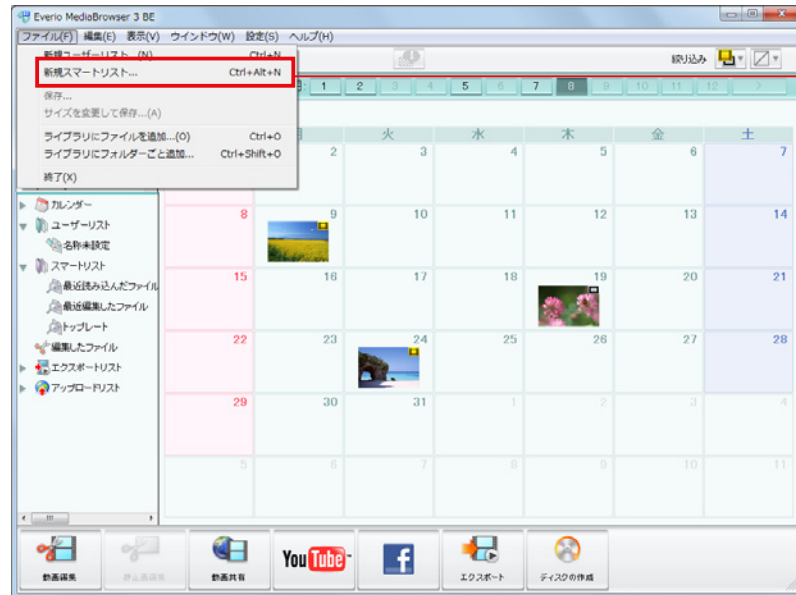 Everio MediaBrowser 3 BE
ファイル(F) 編集(E) 表示(V) ウインドウ(W) 設定(S) ヘルプ(H)
新規ユーザーリスト...(N) Ctrl+N
絞り込み
新規スマートリスト... Ctrl+Alt+N
1 2 3 4 5 6 7 8 9 10 11 12 >
保存...
サイズを変更して保存...(A)
ライブラリにファイルを追加...(O) Ctrl+O
ライブラリにフォルダーごと追加... Ctrl+Shift+O
終了(X)
火 水 木 金 土
2 3 4 5 6 7
カレンダー
ユーザーリスト
名称未設定
スマートリスト
最近読み込んだファイル
最近編集したファイル
トップレート
編集したファイル
エクスポートリスト
アップロードリスト
8 9 10 11 12 13 14
15 16 17 18 19 20 21
22 23 24 25 26 27 28
29 30 31 1 2 3 4
5 6 7 8 9 10 11
YouTube
f
動画編集 静止画編集 動画共有 エクスポート ディスクの作成